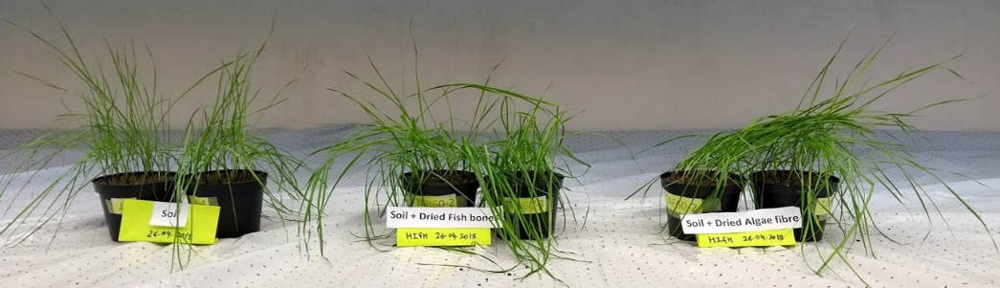 Soil
26.04.2018
Soil + Dried Fish bones
HIGH 26.04.2018
Soil + Dried Algae fibre
HIGH 26.04.2018